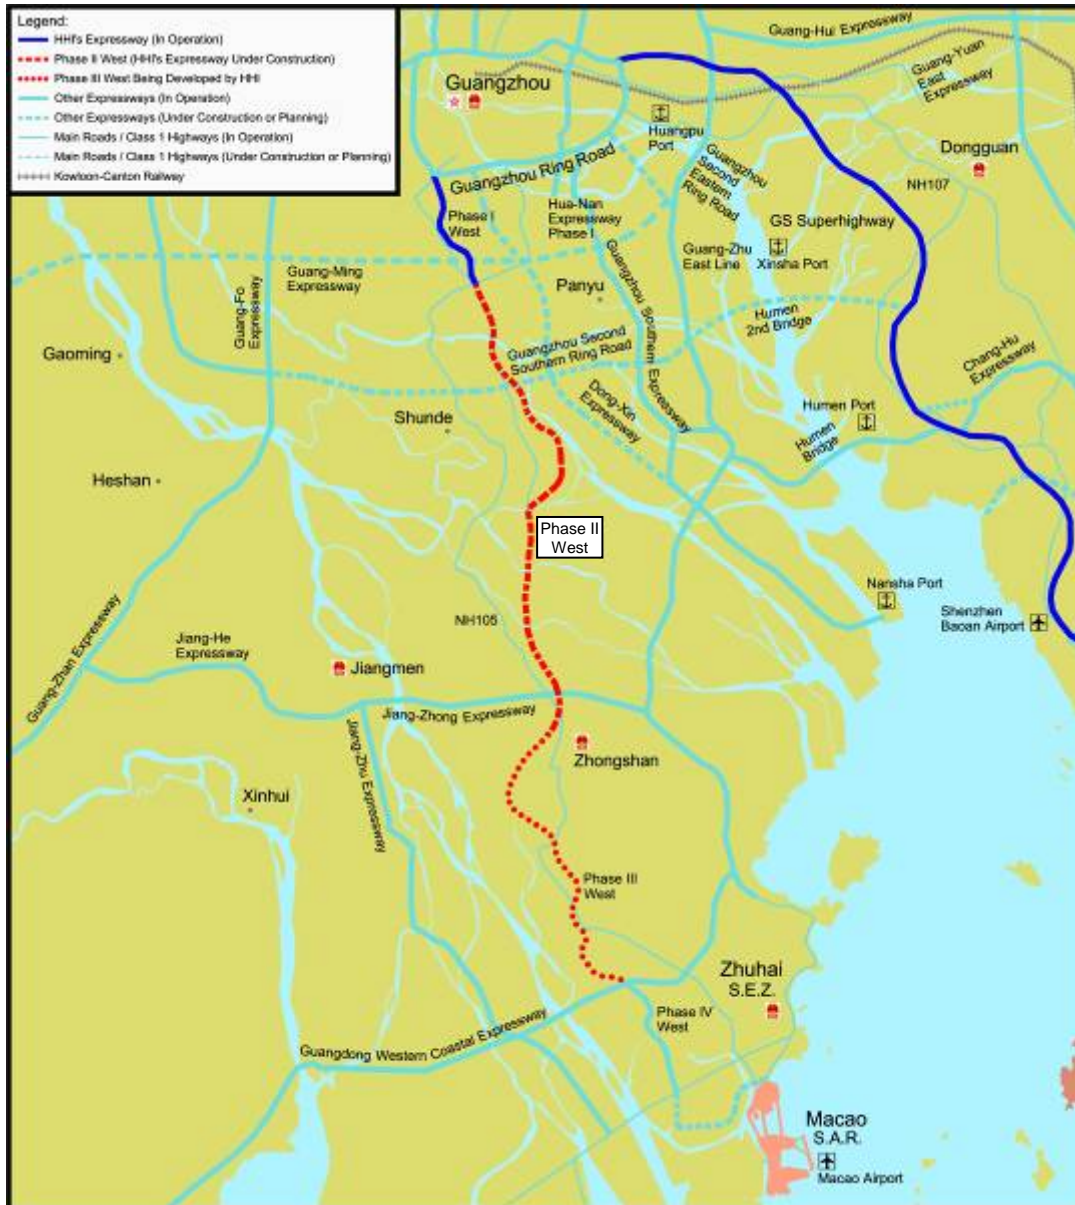 Legend:
HHI's Expressway (In Operation)
Phase II West (HHI's Expressway Under Construction)
Phase III West Being Developed by HHI
Other Expressways (In Operation)
Other Expressways (Under Construction or Planning)
Main Roads / Class 1 Highways (In Operation)
Main Roads / Class 1 Highways (Under Construction or Planning)
Kowloon-Canton Railway
Guang-Hui Expressway
Guang-Yuan
East
Expressway
Guangzhou
Huangpu
Port
Dongguan
NH107
Guangzhou Ring Road
Guangzhou
Second
Eastern
Ring Road
Phase I
West
Hua-Nan
Expressway
Phase I
GS Superhighway
Guang-Zhu
East Line
Xinsha Port
Guang-Ming
Expressway
Guang-Fo
Expressway
Panyu
Guangzhou Southern Expressway
Humen
2nd Bridge
Gaoming
Guangzhou Second
Southern Ring Road
Chang-Hu
Expressway
Shunde
Dong-Xin
Expressway
Humen Port
Humen
Bridge
Heshan
Phase II
West
Nansha Port
Shenzhen
Baoan Airport
NH105
Guang-Zhan Expressway
Jiang-He
Expressway
Jiangmen
Jiang-Zhong Expressway
Jiang-Zhu Expressway
Zhongshan
Xinhui
Phase III
West
Zhuhai
S.E.Z.
Phase IV
West
Guangdong Western Coastal Expressway
Macao
S.A.R.
Macao Airport